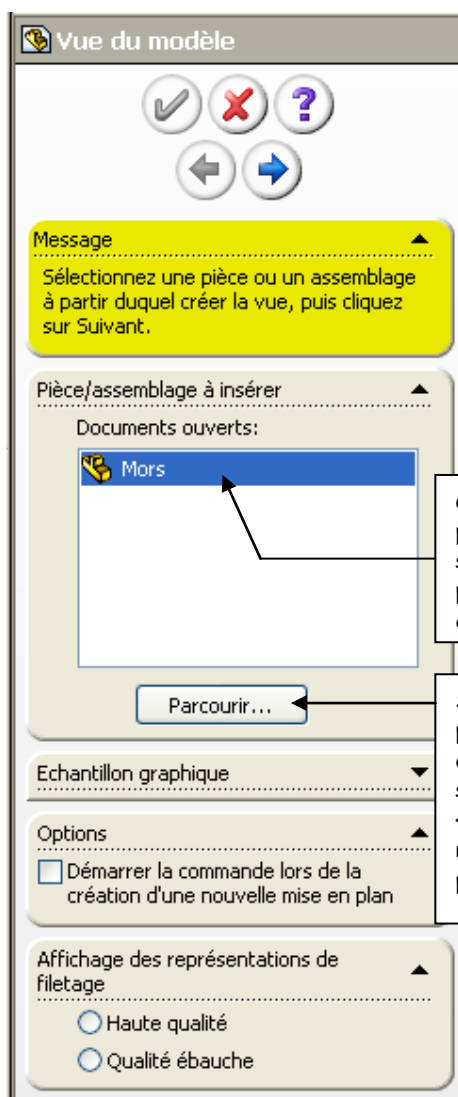 Vue du modèle
?
Message
Sélectionnez une pièce ou un assemblage
à partir duquel créer la vue, puis cliquez
sur Suivant.
Pièce/assemblage à insérer
Documents ouverts:
Mors
Parcourir...
Echantillon graphique
Options
Démarrer la commande lors de la
création d'une nouvelle mise en plan
Affichage des représentations de
filetage
Haute qualité
Qualité ébauche